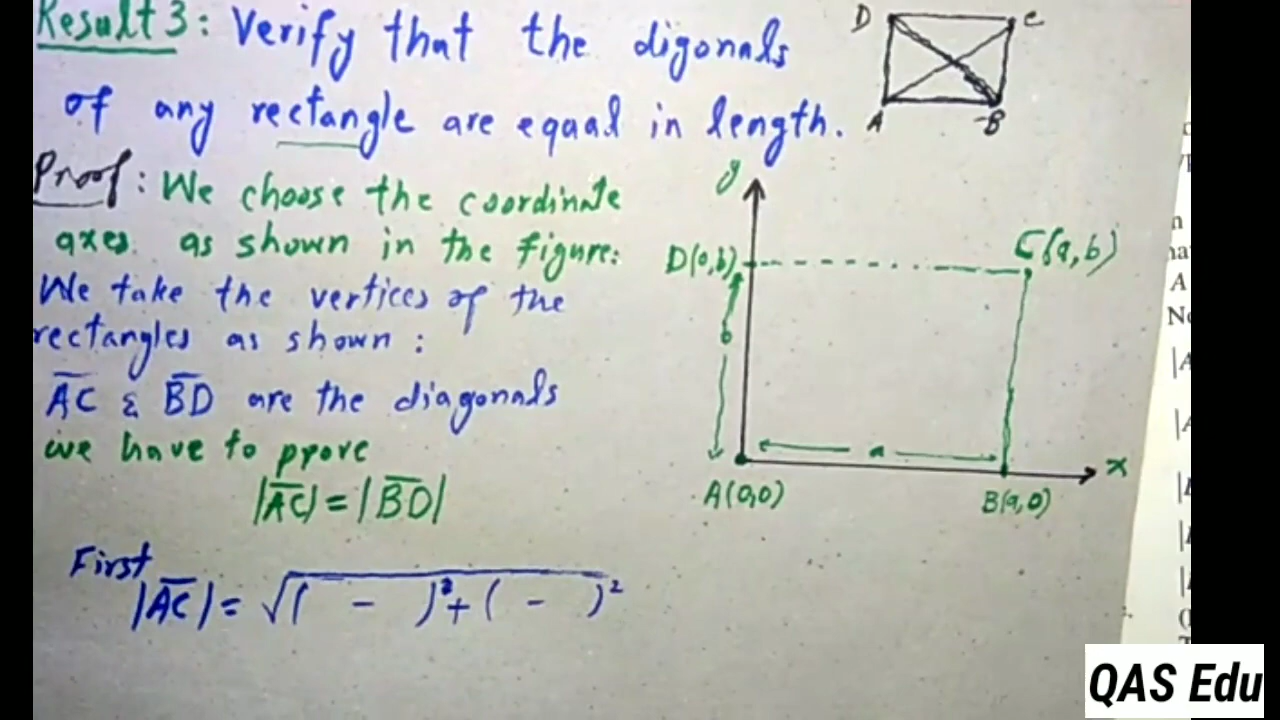 Result 3: Verify that the digonals
of any rectangle are equal in length.
D C
A B
Proof: We choose the coordinate
axes. as shown in the figure:
We take the vertices of the
rectangles as shown:
AC & BD are the diagonals
we have to prove
|AC| = |BD|
First
|AC| = √( - )²+( - )²
y
D(0,b) C(a,b)
b
a
x
A(0,0) B(a,0)
A
No
|A
QAS Edu